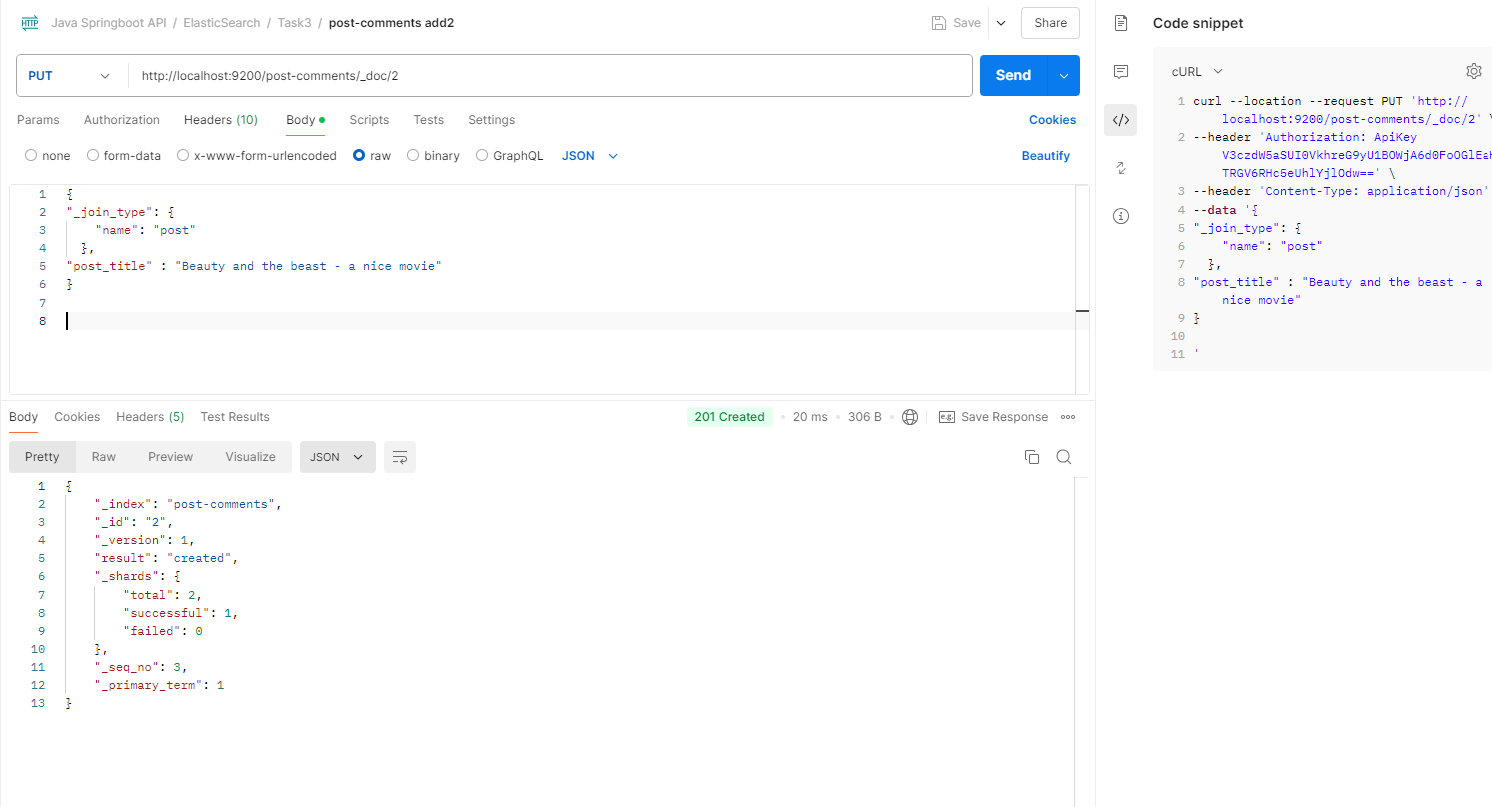 HTTP Java Springboot API / ElasticSearch / Task3 / post-comments add2
Save
Share
PUT
http://localhost:9200/post-comments/_doc/2
Send
Params Authorization Headers (10) Body Scripts Tests Settings
Cookies
none form-data x-www-form-urlencoded raw binary GraphQL JSON
Beautify
1 {
2 "_join_type": {
3 "name": "post"
4 },
5 "post_title" : "Beauty and the beast - a nice movie"
6 }
7
8
Body Cookies Headers (5) Test Results
201 Created
20 ms
306 B
e.g.
Save Response
Pretty Raw Preview Visualize
JSON
1 {
2 "_index": "post-comments",
3 "_id": "2",
4 "_version": 1,
5 "result": "created",
6 "_shards": {
7 "total": 2,
8 "successful": 1,
9 "failed": 0
10 },
11 "_seq_no": 3,
12 "_primary_term": 1
13 }
Code snippet
cURL
1 curl --location --request PUT 'http://
localhost:9200/post-comments/_doc/2' \
2 --header 'Authorization: ApiKey
TRGV6RHc5eUhlYjlOdw==' \
3 --header 'Content-Type: application/json'
4 --data '{
5 "_join_type": {
6 "name": "post"
7 },
8 "post_title" : "Beauty and the beast - a
nice movie"
9 }
10
11 '